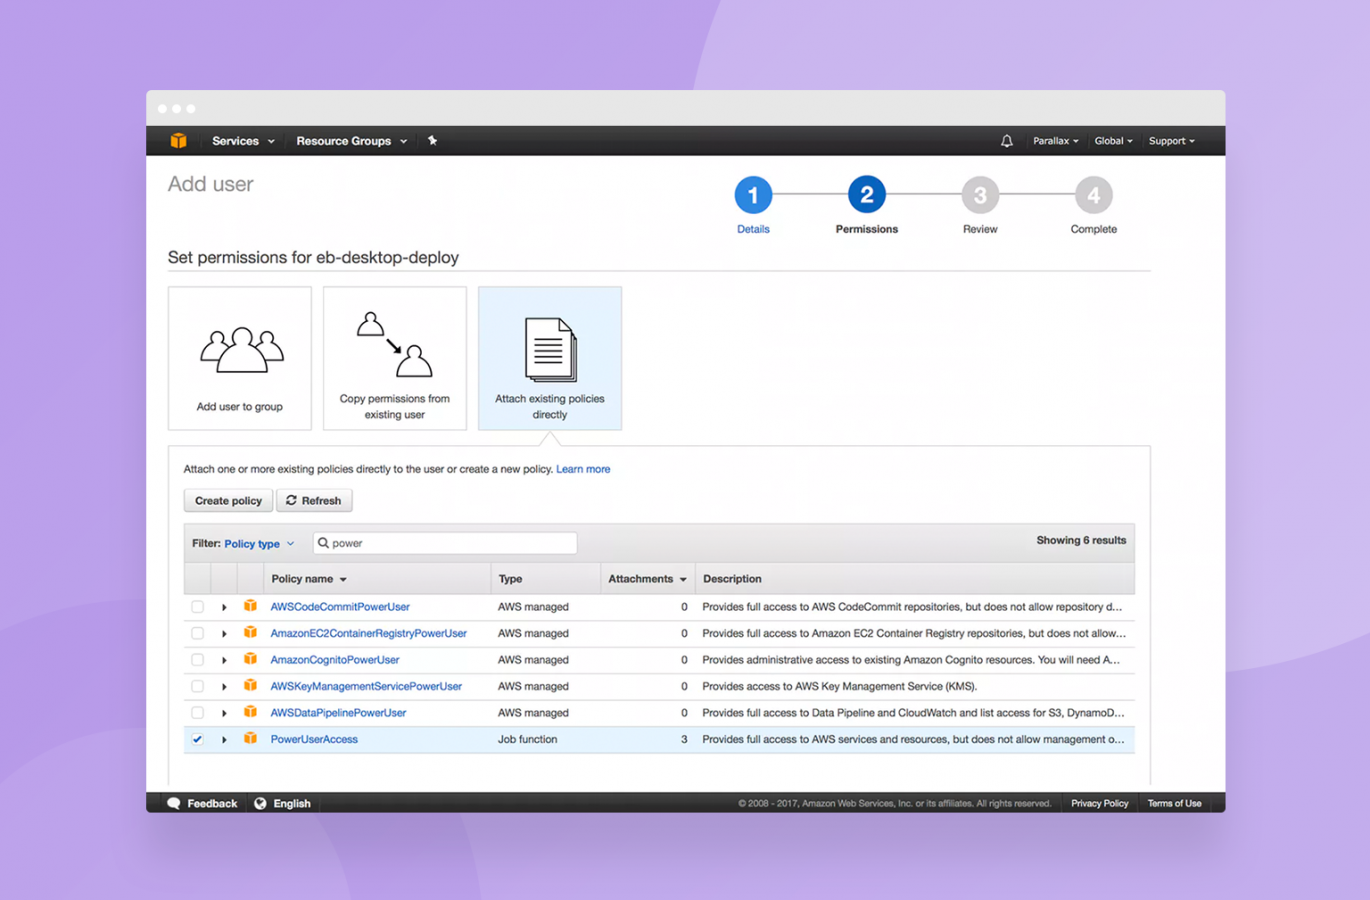 Services Resource Groups Parallax Global Support
Add user
1 2 3 4
Details Permissions Review Complete
Set permissions for eb-desktop-deploy
Add user to group
Copy permissions from
existing user
Attach existing policies
directly
Attach one or more existing policies directly to the user or create a new policy. Learn more
Create policy Refresh
Filter: Policy type power Showing 6 results
Policy name Type Attachments Description
AWSCodeCommitPowerUser AWS managed 0 Provides full access to AWS CodeCommit repositories, but does not allow repository d...
AmazonEC2ContainerRegistryPowerUser AWS managed 0 Provides full access to Amazon EC2 Container Registry repositories, but does not allow...
AmazonCognitoPowerUser AWS managed 0 Provides administrative access to existing Amazon Cognito resources. You will need A...
AWSKeyManagementServicePowerUser AWS managed 0 Provides access to AWS Key Management Service (KMS).
AWSDataPipelinePowerUser AWS managed 0 Provides full access to Data Pipeline and CloudWatch and list access for S3, DynamoD...
PowerUserAccess Job function 3 Provides full access to AWS services and resources, but does not allow management o...
Feedback English © 2008 - 2017, Amazon Web Services, Inc. or its affiliates. All rights reserved. Privacy Policy Terms of Use